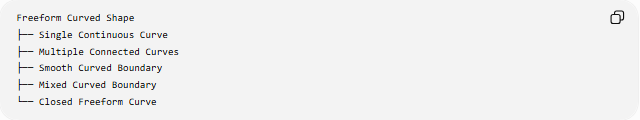 Freeform Curved Shape
├── Single Continuous Curve
├── Multiple Connected Curves
├── Smooth Curved Boundary
├── Mixed Curved Boundary
└── Closed Freeform Curve